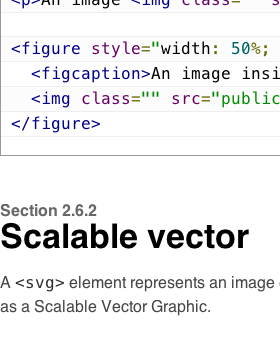 <p>An image <img class=" s
<figure style="width: 50%;
<figcaption>An image insi
<img class="" src="public
</figure>
Section 2.6.2
Scalable vector
A <svg> element represents an image
as a Scalable Vector Graphic.